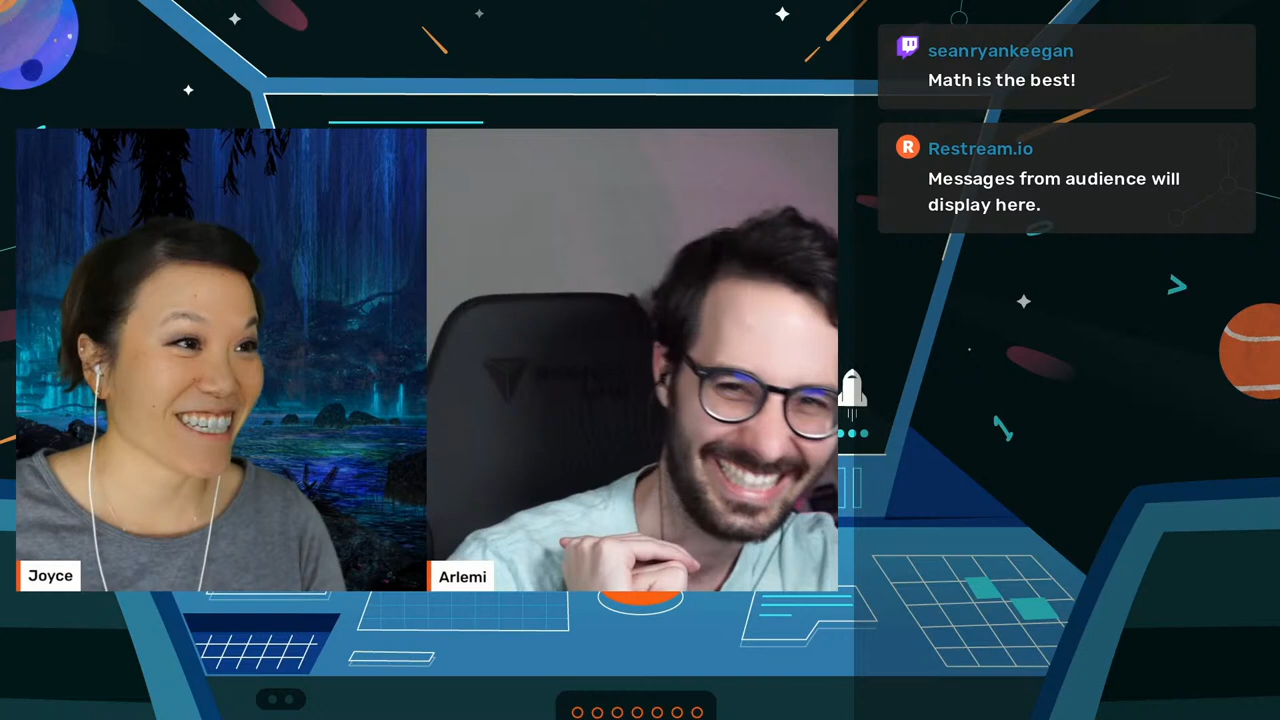 seanryankeegan
Math is the best!
R
Restream.io
Messages from audience will
display here.
Joyce
Arlemi